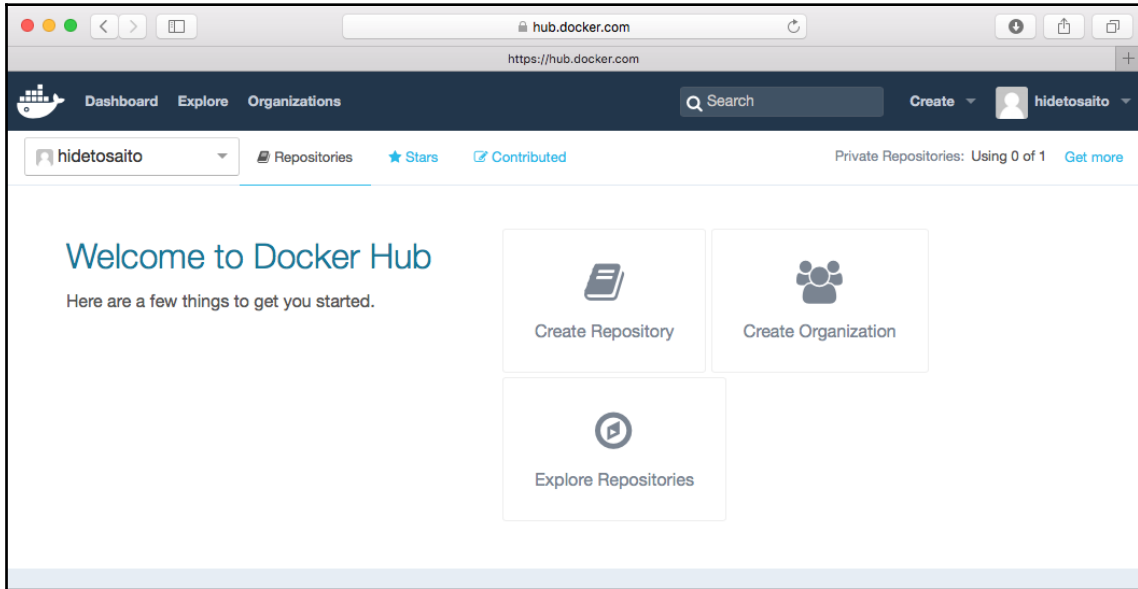 hub.docker.com
https://hub.docker.com
Dashboard Explore Organizations Search Create hidetosaito
hidetosaito Repositories Stars Contributed Private Repositories: Using 0 of 1 Get more
Welcome to Docker Hub
Here are a few things to get you started.
Create Repository
Create Organization
Explore Repositories